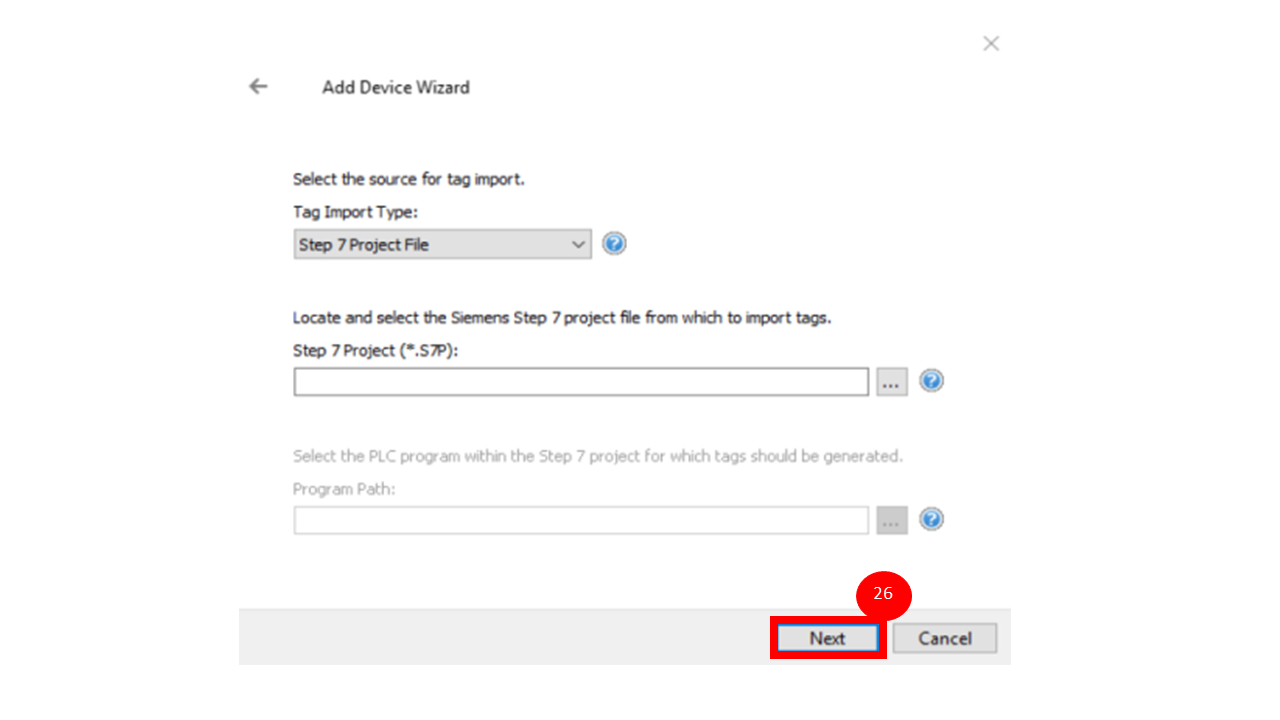 Add Device Wizard
Select the source for tag import.
Tag Import Type:
Step 7 Project File
Locate and select the Siemens Step 7 project file from which to import tags.
Step 7 Project (*.S7P):
...
Select the PLC program within the Step 7 project for which tags should be generated.
Program Path:
...
26
Next
Cancel